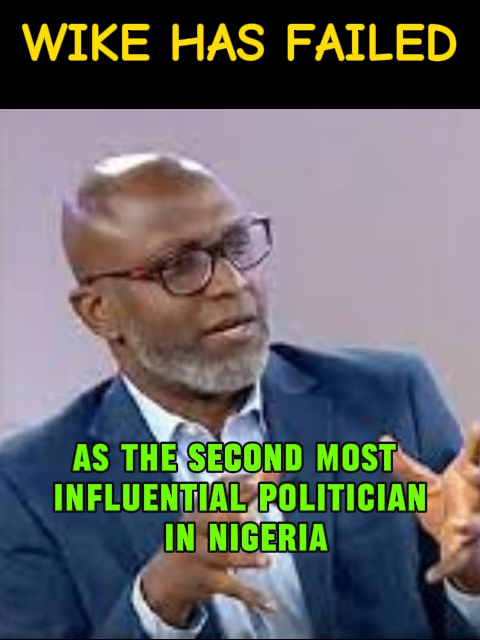 WIKE HAS FAILED
AS THE SECOND MOST
INFLUENTIAL POLITICIAN
IN NIGERIA